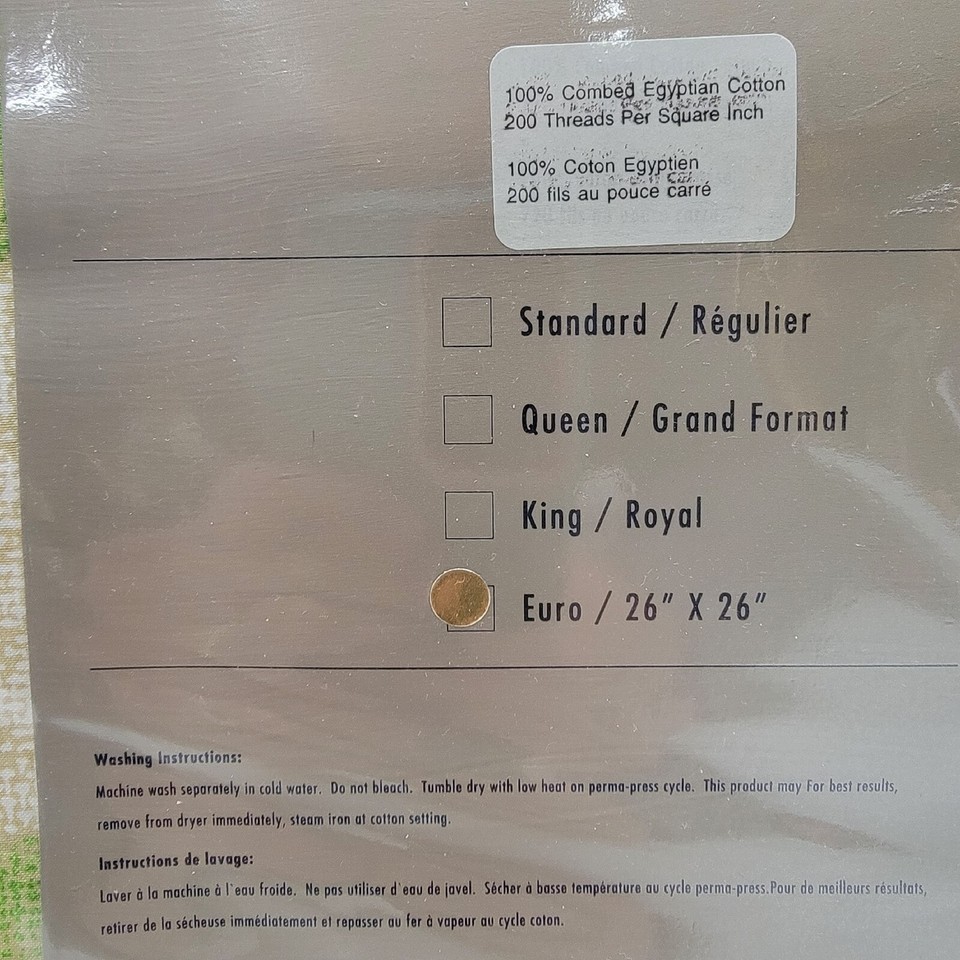 100% Combed Egyptian Cotton
200 Threads Per Square Inch
100% Coton Egyptien
200 fils au pouce carré
Standard / Régulier
Queen / Grand Format
King / Royal
Euro / 26" X 26"
Washing Instructions:
Machine wash separately in cold water. Do not bleach. Tumble dry with low heat on perma-press cycle. This product may For best results,
remove from dryer immediately, steam iron at cotton setting.
Instructions de lavage:
Laver à la machine à l`eau froide. Ne pas utiliser d`eau de javel. Sécher à basse température au cycle perma-press.Pour de meilleurs résultats,
retirer de la sécheuse immédiatement et repasser au fer à vapeur au cycle coton.